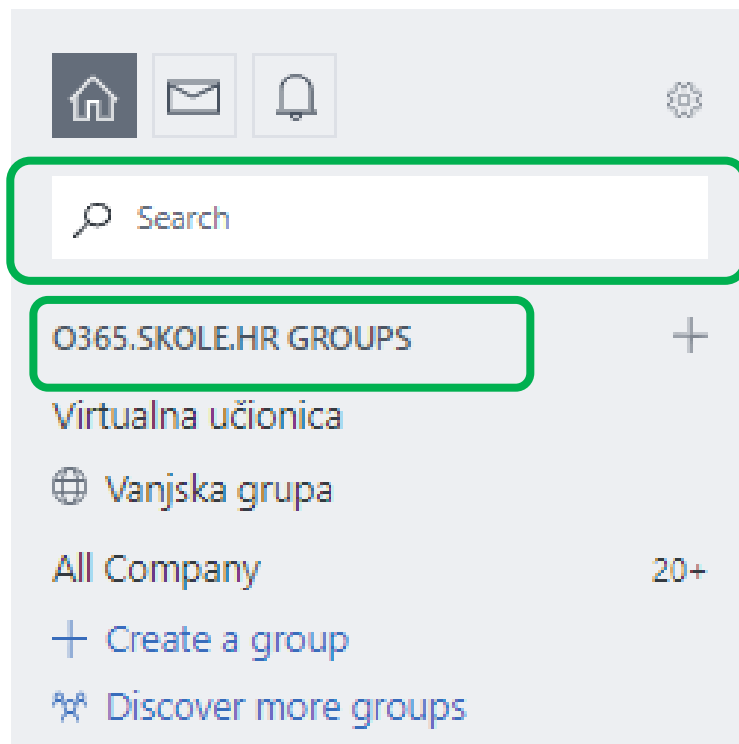 Search
O365.SKOLE.HR GROUPS
Virtualna učionica
Vanjska grupa
All Company 20+
Create a group
Discover more groups